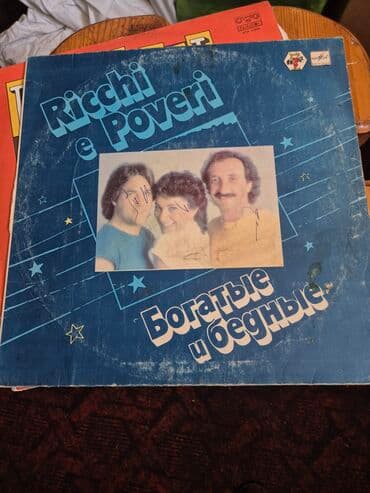 Ricchi
e Poveri
Богатые
и бедные